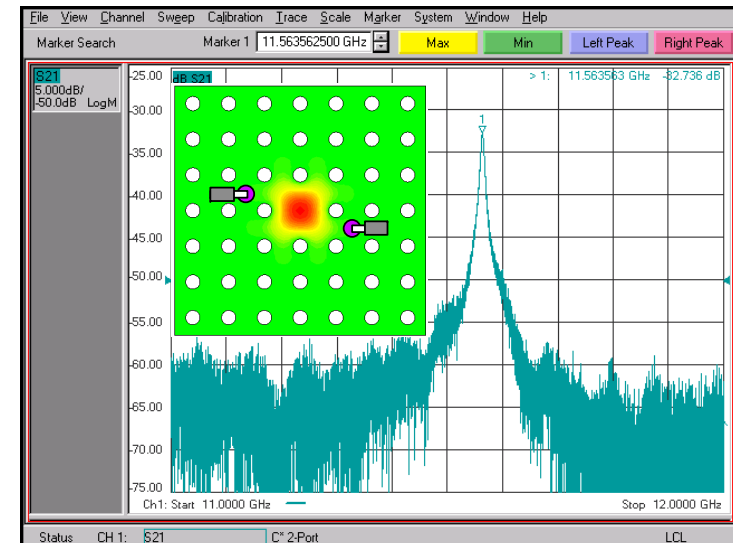 File View Channel Sweep Calibration Trace Scale Marker System Window Help
Marker Search Marker 1 11.563562500 GHz Max Min Left Peak Right Peak
S21
5.000dB/
-50.0dB LogM
-25.00 dB S21 > 1: 11.563563 GHz -32.736 dB
-30.00
1
-35.00
-40.00
-45.00
-50.00
-55.00
-60.00
-65.00
-70.00
-75.00
Ch1: Start 11.0000 GHz Stop 12.0000 GHz
Status CH 1: S21 C* 2-Port LCL